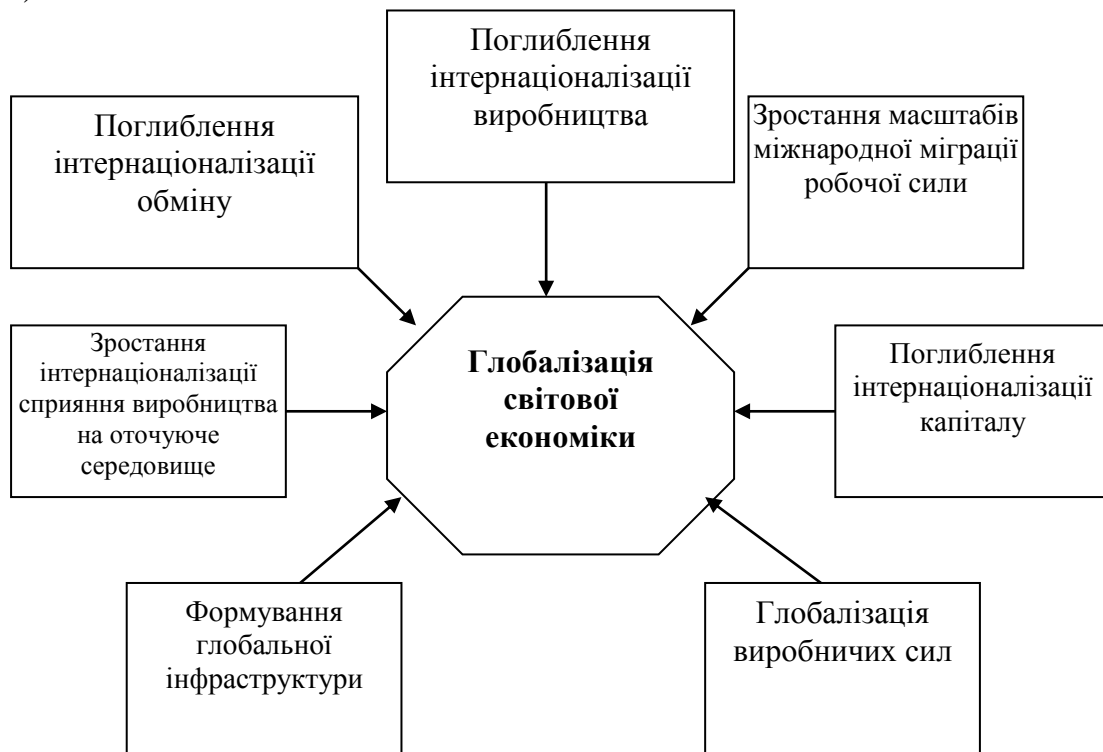 )
Поглиблення
інтернаціоналізації
виробництва
Поглиблення
інтернаціоналізації
обміну
Зростання масштабів
міжнародної міграції
робочої сили
Зростання
інтернаціоналізації
сприяння виробництва
на оточуюче
середовище
Глобалізація
світової
економіки
Поглиблення
інтернаціоналізації
капіталу
Формування
глобальної
інфраструктури
Глобалізація
виробничих сил